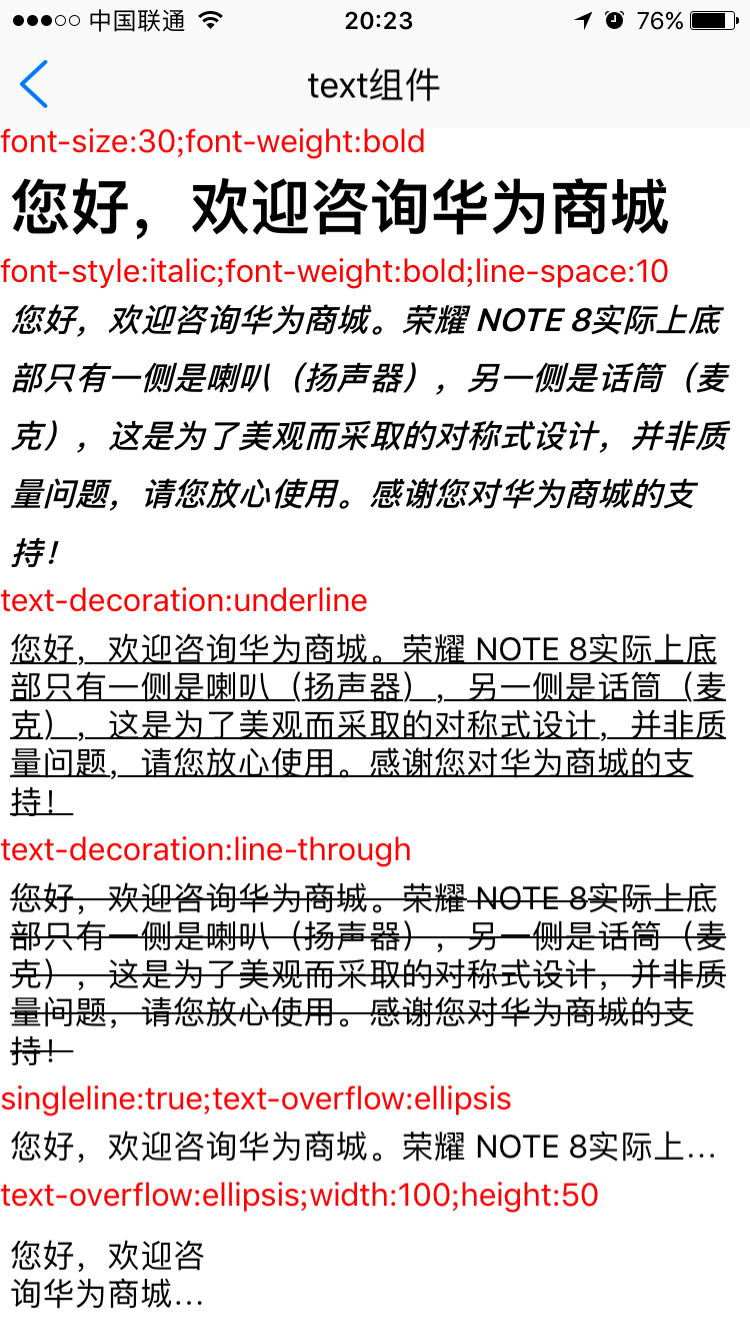 中国联通 20:23 76%
text组件
font-size:30;font-weight:bold
您好，欢迎咨询华为商城
font-style:italic;font-weight:bold;line-space:10
您好，欢迎咨询华为商城。荣耀 NOTE 8实际上底
部只有一侧是喇叭（扬声器），另一侧是话筒（麦
克），这是为了美观而采取的对称式设计，并非质
量问题，请您放心使用。感谢您对华为商城的支
持！
text-decoration:underline
您好，欢迎咨询华为商城。荣耀 NOTE 8实际上底
部只有一侧是喇叭（扬声器），另一侧是话筒（麦
克），这是为了美观而采取的对称式设计，并非质
量问题，请您放心使用。感谢您对华为商城的支
持！
text-decoration:line-through
您好，欢迎咨询华为商城。荣耀 NOTE 8实际上底
部只有一侧是喇叭（扬声器），另一侧是话筒（麦
克），这是为了美观而采取的对称式设计，并非质
量问题，请您放心使用。感谢您对华为商城的支
持！
singleline:true;text-overflow:ellipsis
您好，欢迎咨询华为商城。荣耀 NOTE 8实际上…
text-overflow:ellipsis;width:100;height:50
您好，欢迎咨
询华为商城…